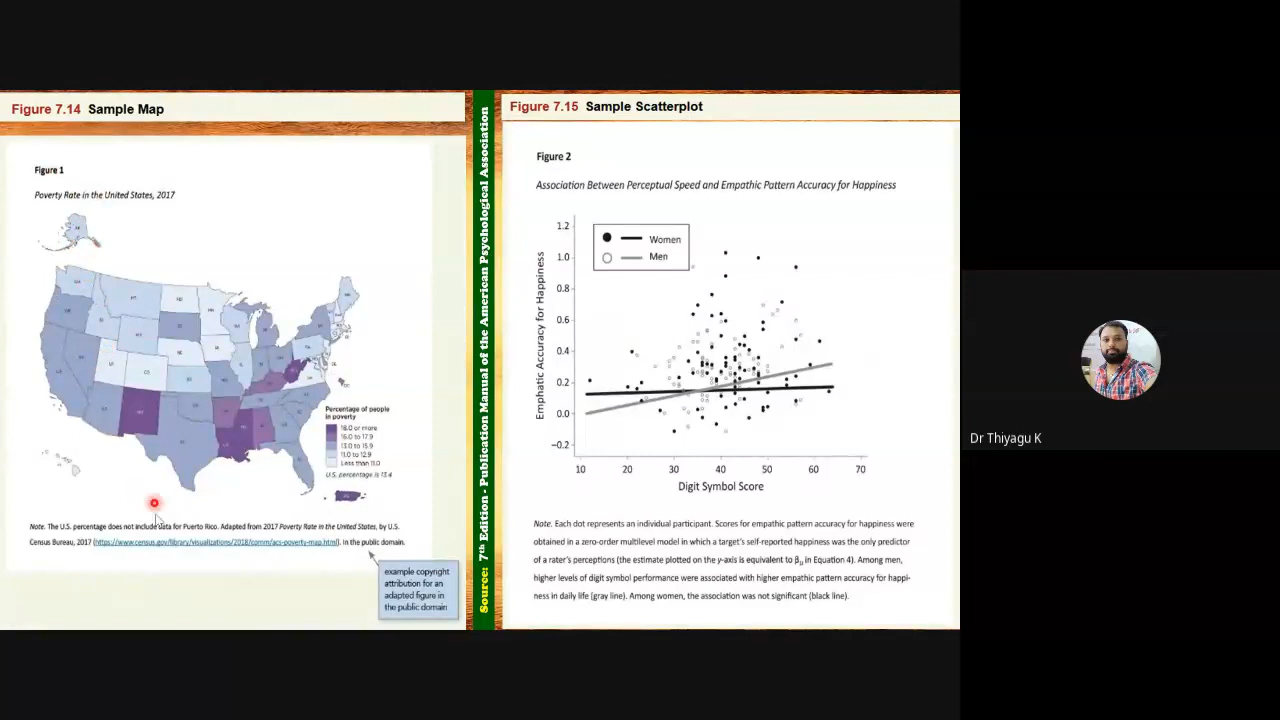 Figure 7.14 Sample Map
Figure 1
Poverty Rate in the United States, 2017
Percentage of people
in poverty
18.0 or more
16.0 to 17.9
13.0 to 15.9
11.0 to 12.9
Less than 11.0
U.S. percentage is 13.4
Note. The U.S. percentage does not include data for Puerto Rico. Adapted from 2017 Poverty Rate in the United States, by U.S.
Census Bureau, 2017 (https://www.census.gov/library/visualizations/2018/comm/acs-poverty-map.html). In the public domain.
example copyright
attribution for an
adapted figure in
the public domain
Source: 7th Edition - Publication Manual of the American Psychological Association
Figure 7.15 Sample Scatterplot
Figure 2
Association Between Perceptual Speed and Empathic Pattern Accuracy for Happiness
Women
Men
Emphatic Accuracy for Happiness
1.2
1.0
0.8
0.6
0.4
0.2
0.0
−0.2
10 20 30 40 50 60 70
Digit Symbol Score
Note. Each dot represents an individual participant. Scores for empathic pattern accuracy for happiness were
obtained in a zero-order multilevel model in which a target's self-reported happiness was the only predictor
of a rater's perceptions (the estimate plotted on the y-axis is equivalent to in Equation 4). Among men,
higher levels of digit symbol performance were associated with higher empathic pattern accuracy for happi-
ness in daily life (gray line). Among women, the association was not significant (black line).
Dr Thiyagu K